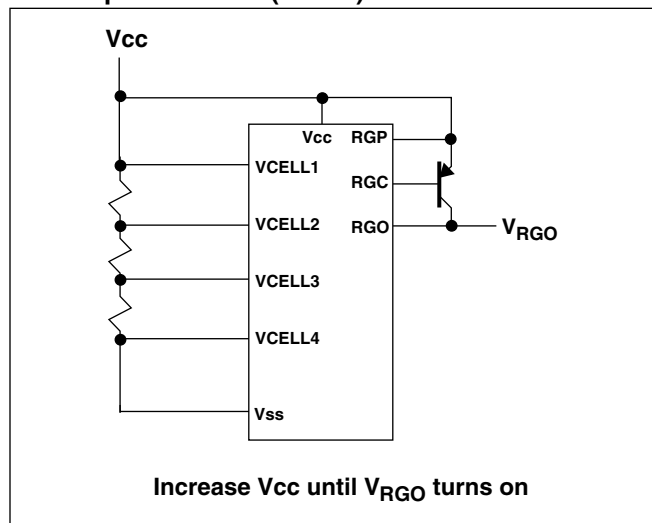 Vcc
Vcc RGP
VCELL1
RGC
VCELL2
RGO
VRGO
VCELL3
VCELL4
Vss
Increase Vcc until VRGO turns on